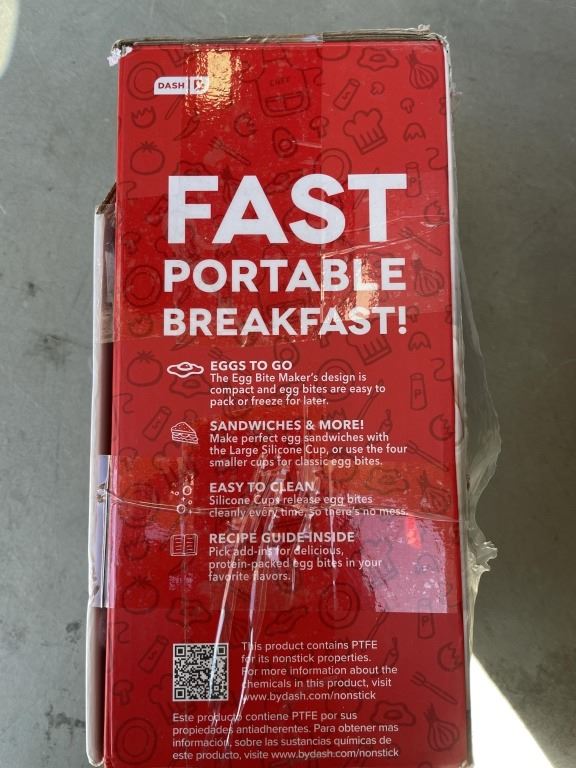 DASH
CHEF
FAST
PORTABLE
BREAKFAST!
EGGS TO GO
The Egg Bite Maker's design is
compact and egg bites are easy to
pack or freeze for later.
SANDWICHES & MORE!
Make perfect egg sandwiches with
the Large Silicone Cup, or use the four
smaller cups for classic egg bites.
EASY TO CLEAN
Silicone Cups release egg bites
cleanly every time, so there's no mess.
RECIPE GUIDE INSIDE
Pick add-ins for delicious,
protein-packed egg bites in your
favorite flavors.
This product contains PTFE
for its nonstick properties.
For more information about the
chemicals in this product, visit
www.bydash.com/nonstick
Este producto contiene PTFE por sus
propiedades antiadherentes. Para obtener mas
información, sobre las sustancias químicas de
este producto, visite www.bydash.com/nonstick